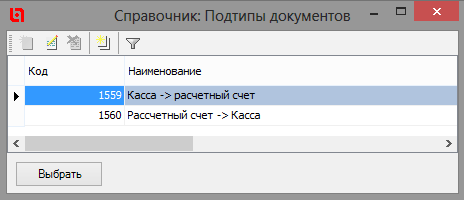 Справочник: Подтипы документов
Код Наименование
1559 Касса -> расчетный счет
1560 Рассчетный счет -> Касса
Выбрать